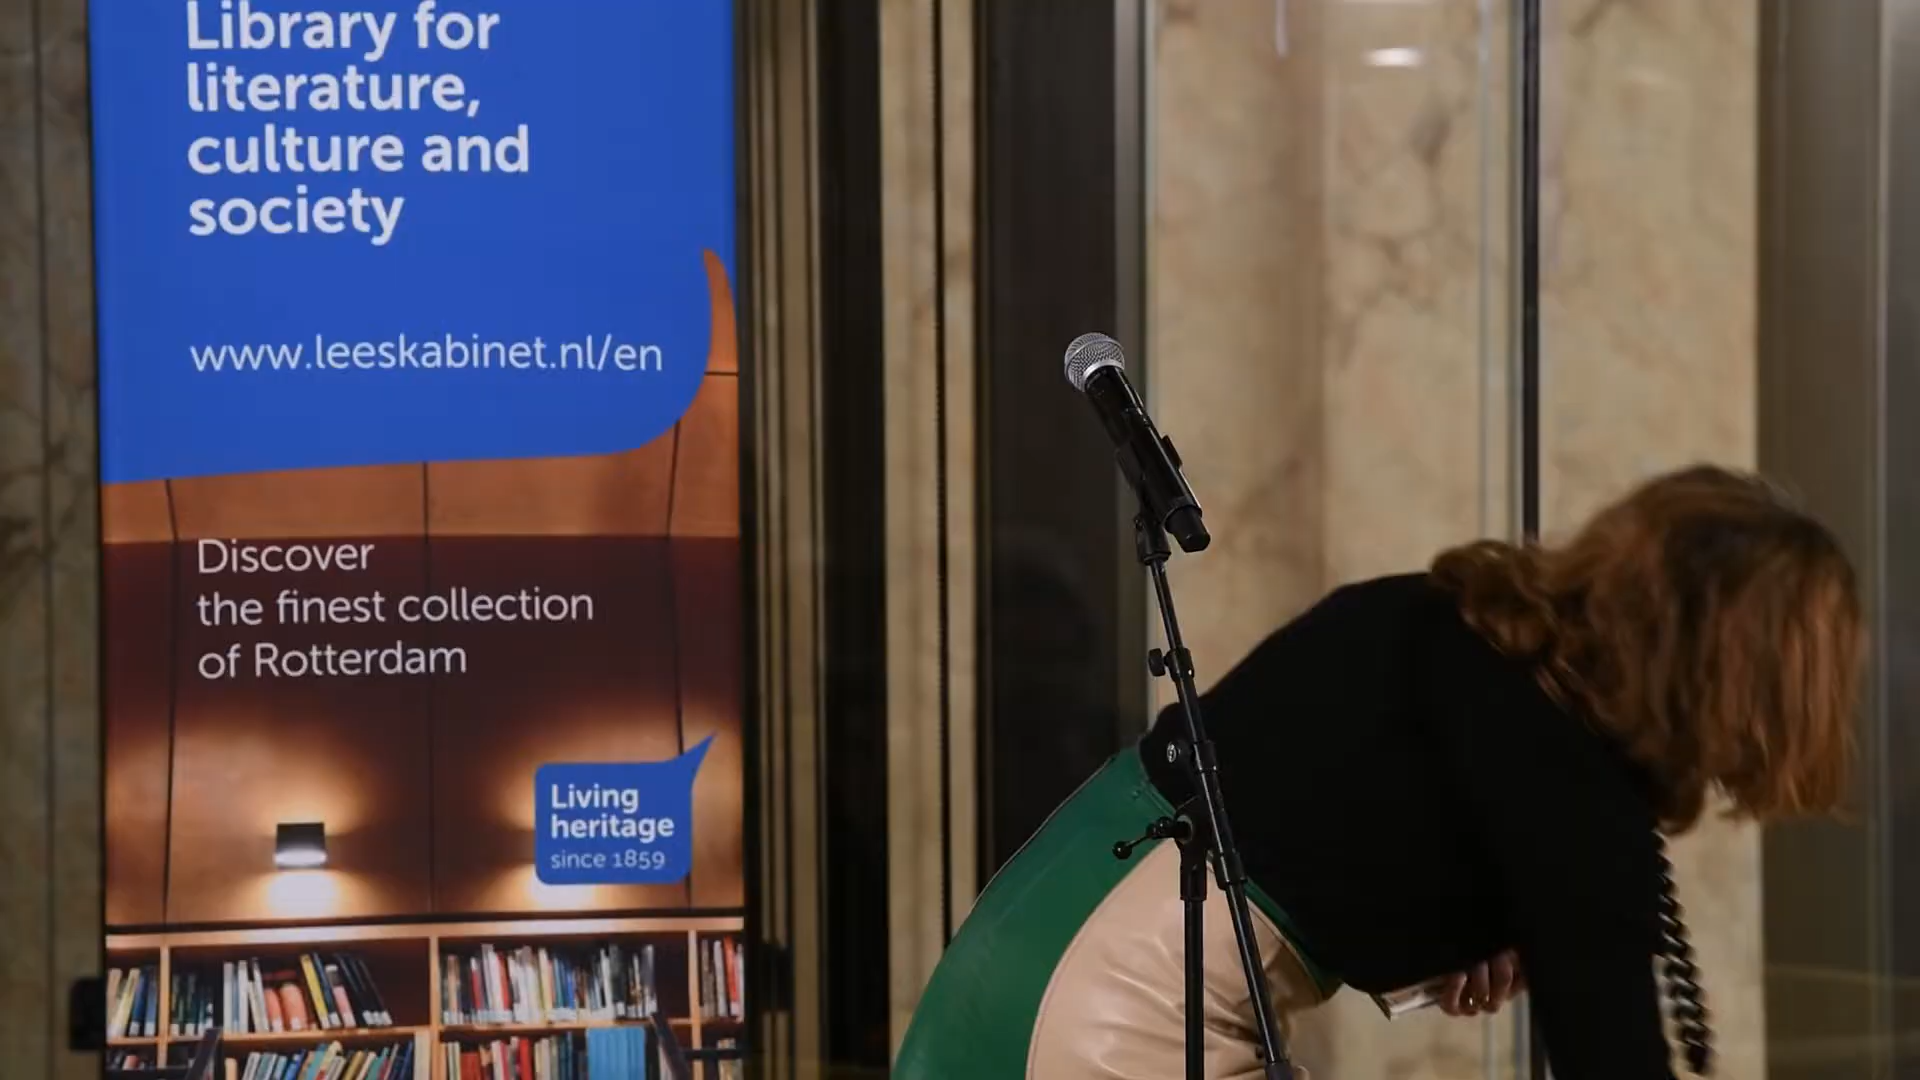 Library for
literature,
culture and
society
www.leeskabinet.nl/en
Discover
the finest collection
of Rotterdam
Living
heritage
since 1859